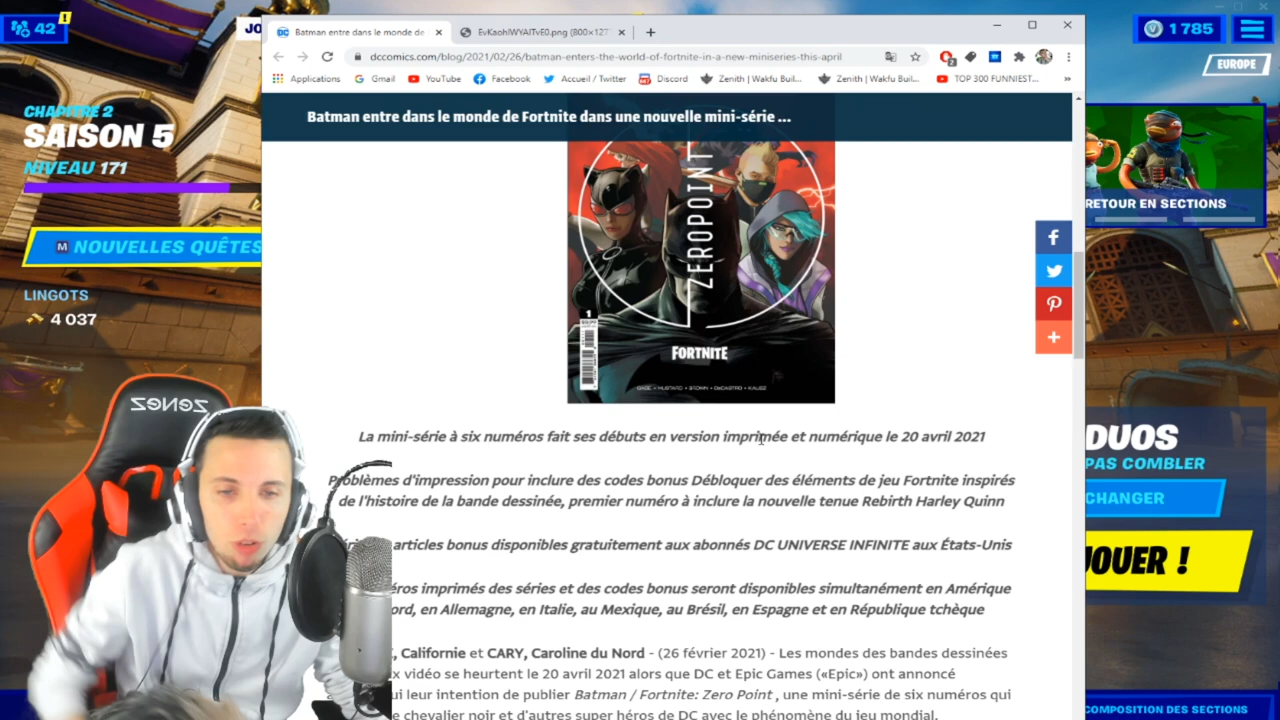 42
JO
1 785
EUROPE
Batman entre dans le monde de
EvKaohIWYAITvE0.png (800×12
dccomics.com/blog/2021/02/26/batman-enters-the-world-of-fortnite-in-a-new-miniseries-this-april
Applications Gmail YouTube Facebook Accueil / Twitter Discord Zenith | Wakfu Buil... Zenith | Wakfu Buil... TOP 300 FUNNIEST... »
Batman entre dans le monde de Fortnite dans une nouvelle mini-série ...
CHAPITRE 2
SAISON 5
NIVEAU 171
M NOUVELLES QUÊTES
LINGOTS
4 037
RETOUR EN SECTIONS
ZEROPOINT
1
FORTNITE
La mini-série à six numéros fait ses débuts en version imprimée et numérique le 20 avril 2021
Problèmes d'impression pour inclure des codes bonus Débloquer des éléments de jeu Fortnite inspirés
de l'histoire de la bande dessinée, premier numéro à inclure la nouvelle tenue Rebirth Harley Quinn
articles bonus disponibles gratuitement aux abonnés DC UNIVERSE INFINITE aux États-Unis
éros imprimés des séries et des codes bonus seront disponibles simultanément en Amérique
ord, en Allemagne, en Italie, au Mexique, au Brésil, en Espagne et en République tchèque
, Californie et CARY, Caroline du Nord - (26 février 2021) - Les mondes des bandes dessinées
x vidéo se heurtent le 20 avril 2021 alors que DC et Epic Games («Epic») ont annoncé
ui leur intention de publier Batman / Fortnite: Zero Point , une mini-série de six numéros qui
e chevalier noir et d'autres super héros de DC avec le phénomène du jeu mondial.
DUOS
PAS COMBLER
CHANGER
JOUER !
COMPOSITION DES SECTIONS
zenez